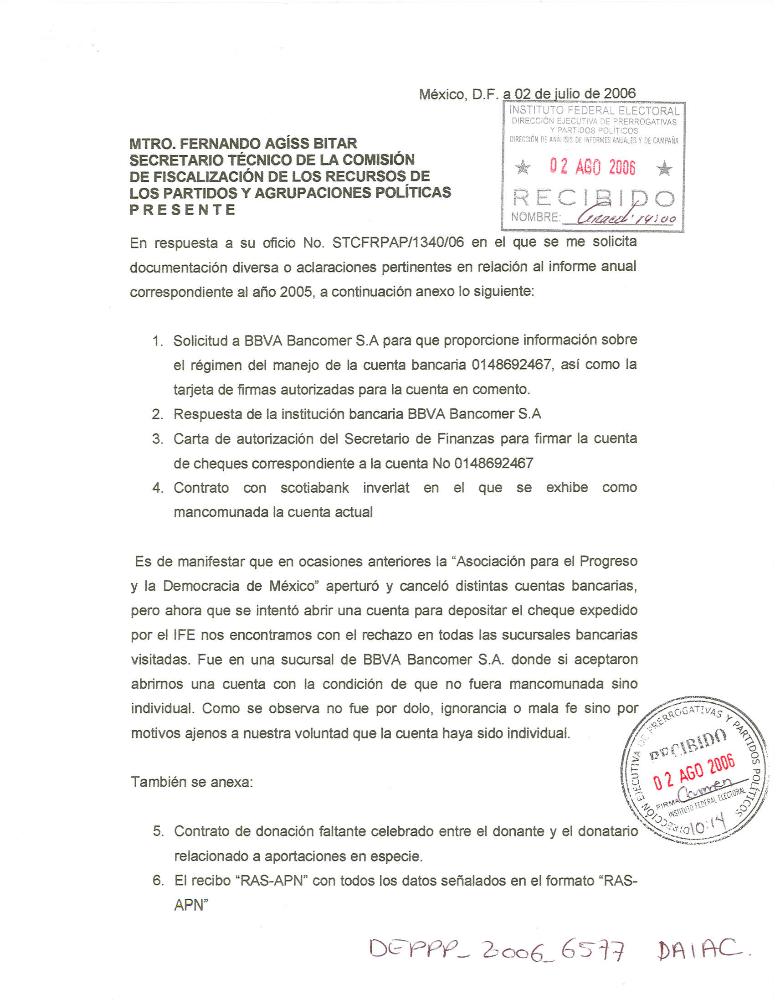 México, D.F. a 02 de julio de 2006
INSTITUTO FEDERAL ELECTORAL
DIRECCIÓN EJECUTIVA DE PRERROGATIVAS
Y PARTIDOS POLÍTICOS
DIRECCIÓN DE ANÁLISIS DE INFORMES ANUALES Y DE CAMPAÑA
02 AGO 2006
RECIBIDO
NOMBRE: 14:00
MTRO. FERNANDO AGÍSS BITAR
SECRETARIO TÉCNICO DE LA COMISIÓN
DE FISCALIZACIÓN DE LOS RECURSOS DE
LOS PARTIDOS Y AGRUPACIONES POLÍTICAS
P R E S E N T E
En respuesta a su oficio No. STCFRPAP/1340/06 en el que se me solicita
documentación diversa o aclaraciones pertinentes en relación al informe anual
correspondiente al año 2005, a continuación anexo lo siguiente:
1. Solicitud a BBVA Bancomer S.A para que proporcione información sobre
el régimen del manejo de la cuenta bancaria 0148692467, así como la
tarjeta de firmas autorizadas para la cuenta en comento.
2. Respuesta de la institución bancaria BBVA Bancomer S.A
3. Carta de autorización del Secretario de Finanzas para firmar la cuenta
de cheques correspondiente a la cuenta No 0148692467
4. Contrato con scotiabank inverlat en el que se exhibe como
mancomunada la cuenta actual
Es de manifestar que en ocasiones anteriores la “Asociación para el Progreso
y la Democracia de México” aperturó y canceló distintas cuentas bancarias,
pero ahora que se intentó abrir una cuenta para depositar el cheque expedido
por el IFE nos encontramos con el rechazo en todas las sucursales bancarias
visitadas. Fue en una sucursal de BBVA Bancomer S.A. donde si aceptaron
abrirnos una cuenta con la condición de que no fuera mancomunada sino
individual. Como se observa no fue por dolo, ignorancia o mala fe sino por
motivos ajenos a nuestra voluntad que la cuenta haya sido individual.
DIRECCIÓN EJECUTIVA DE PRERROGATIVAS Y PARTIDOS POLÍTICOS
RECIBIDO
02 AGO 2006
FIRMA Carmen
INSTITUTO FEDERAL ELECTORAL
10:14
También se anexa:
5. Contrato de donación faltante celebrado entre el donante y el donatario
relacionado a aportaciones en especie.
6. El recibo “RAS-APN” con todos los datos señalados en el formato “RAS-
APN”
DEPPP_2006_6577 DAIAC.